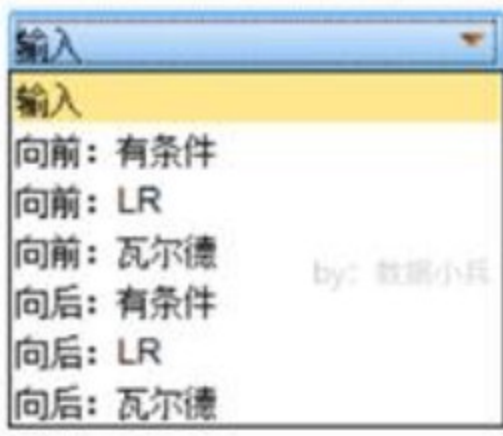 输入
输入
向前：有条件
向前：LR
向前：瓦尔德
by：数据小兵
向后：有条件
向后：LR
向后：瓦尔德